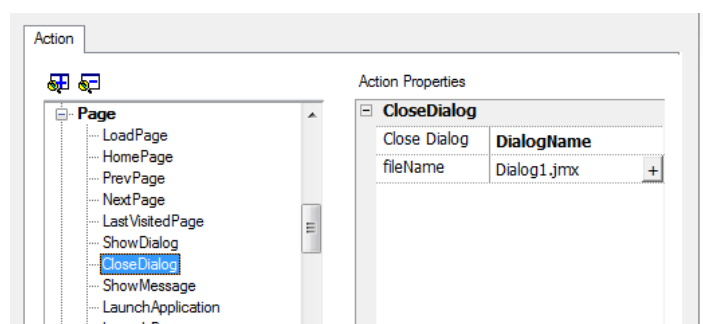 Action
Action Properties
Page
LoadPage
HomePage
PrevPage
NextPage
LastVisitedPage
ShowDialog
CloseDialog
ShowMessage
LaunchApplication
CloseDialog
Close Dialog DialogName
fileName Dialog1.jmx +